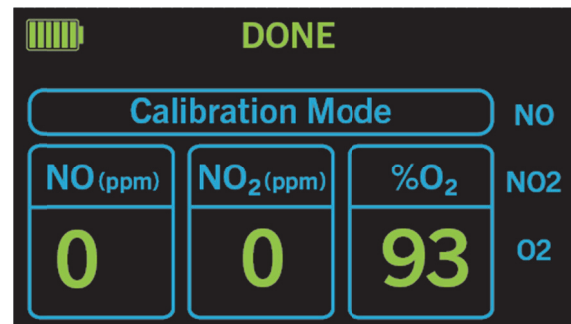 DONE
Calibration Mode
NO
NO (ppm) NO₂ (ppm) %O₂
NO2
0 0 93
O2